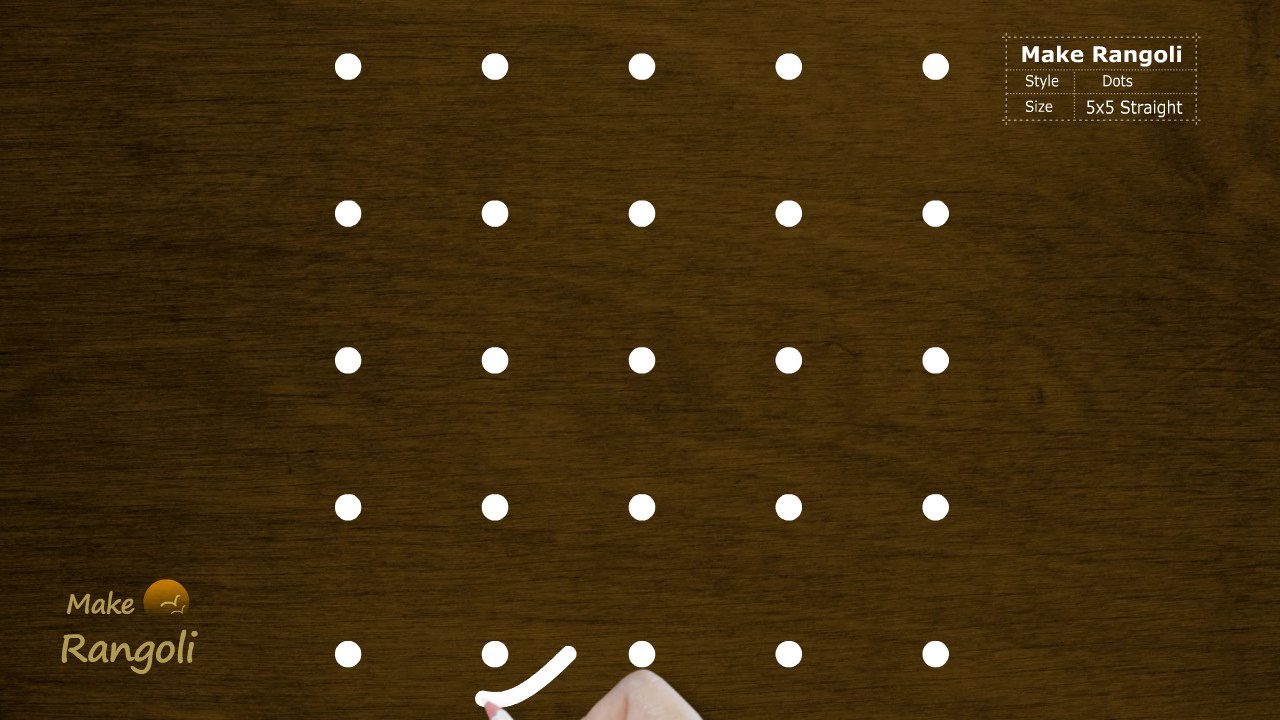 Make Rangoli
Style Dots
Size 5x5 Straight
Make
Rangoli